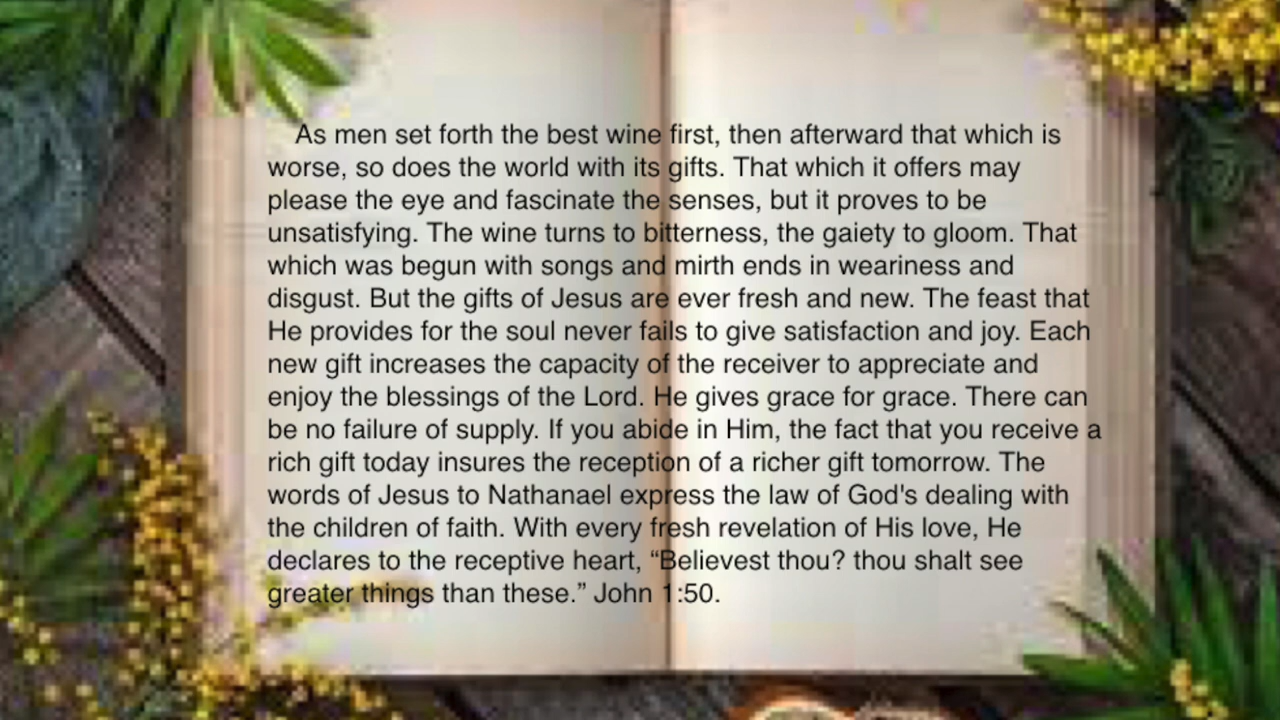 As men set forth the best wine first, then afterward that which is
worse, so does the world with its gifts. That which it offers may
please the eye and fascinate the senses, but it proves to be
unsatisfying. The wine turns to bitterness, the gaiety to gloom. That
which was begun with songs and mirth ends in weariness and
disgust. But the gifts of Jesus are ever fresh and new. The feast that
He provides for the soul never fails to give satisfaction and joy. Each
new gift increases the capacity of the receiver to appreciate and
enjoy the blessings of the Lord. He gives grace for grace. There can
be no failure of supply. If you abide in Him, the fact that you receive a
rich gift today insures the reception of a richer gift tomorrow. The
words of Jesus to Nathanael express the law of God's dealing with
the children of faith. With every fresh revelation of His love, He
declares to the receptive heart, “Believest thou? thou shalt see
greater things than these.” John 1:50.